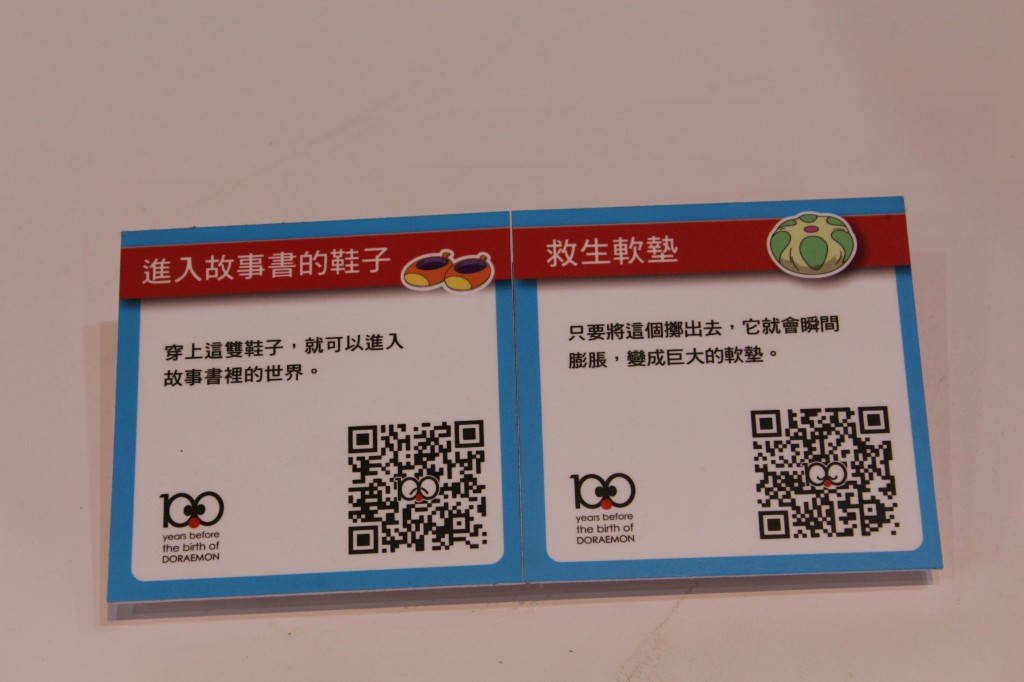 進入故事書的鞋子
穿上這雙鞋子，就可以進入
故事書裡的世界。
100
years before
the birth of
DORAEMON
救生軟墊
只要將這個擲出去，它就會瞬間
膨脹，變成巨大的軟墊。
100
years before
the birth of
DORAEMON